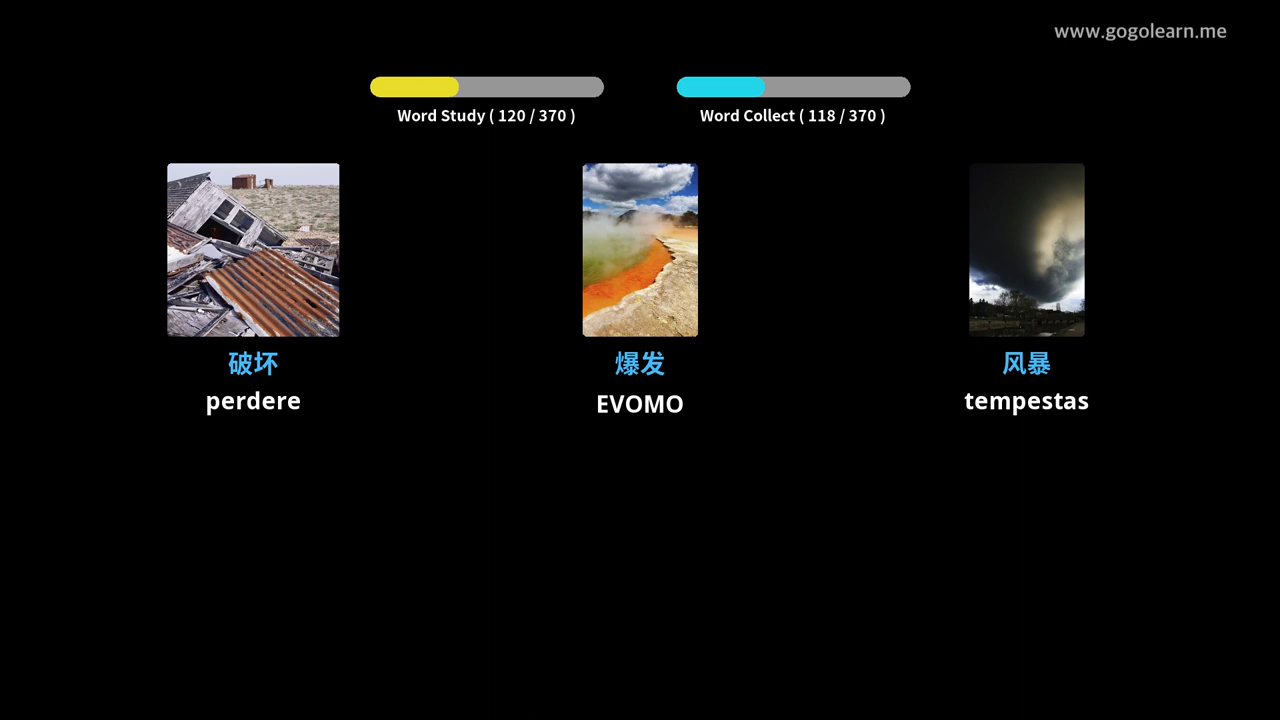 www.gogolearn.me
Word Study ( 120 / 370 )
Word Collect ( 118 / 370 )
破坏
perdere
爆发
EVOMO
风暴
tempestas